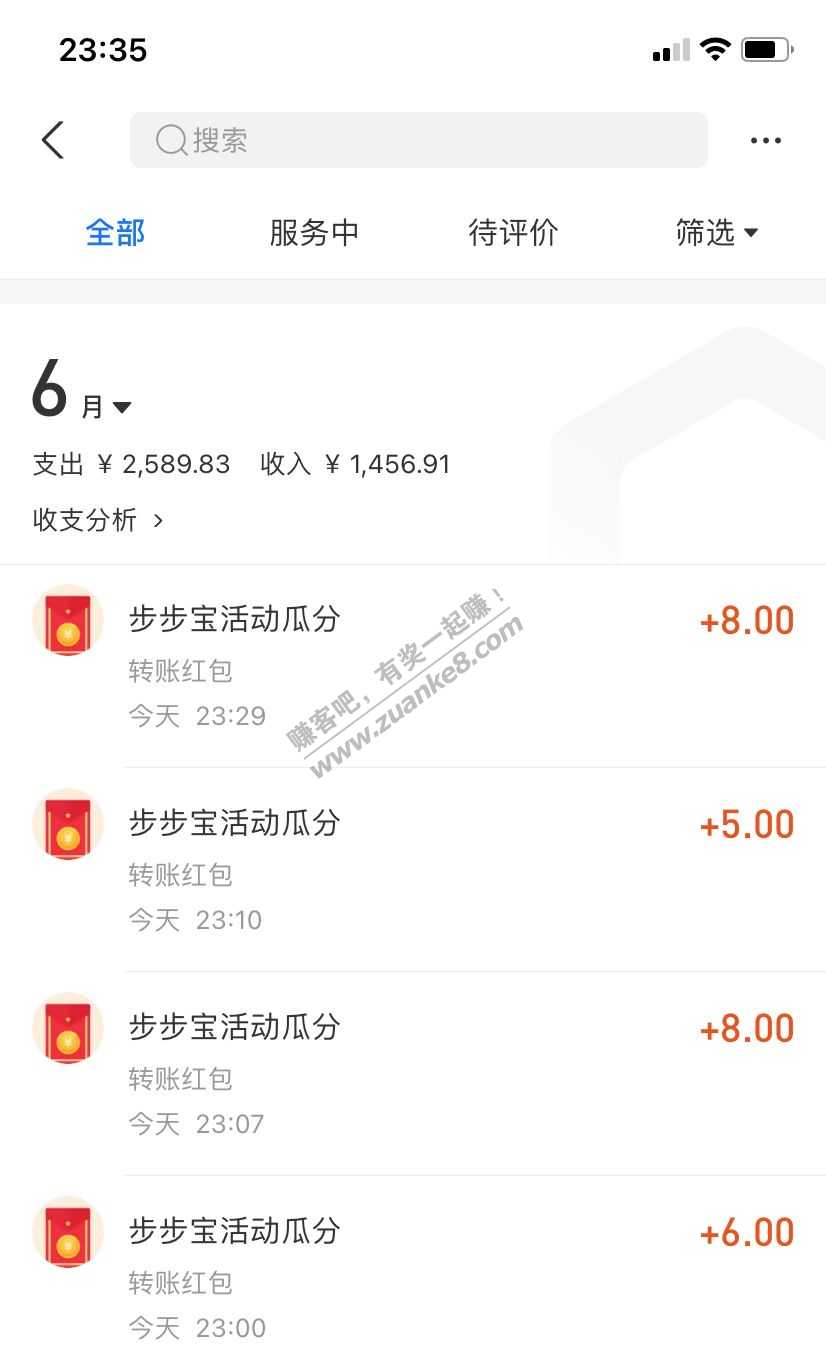 23:35
搜索
全部 服务中 待评价 筛选
6 月
支出 ¥ 2,589.83 收入 ¥ 1,456.91
收支分析
步步宝活动瓜分 +8.00
转账红包
今天 23:29
赚客吧，有奖一起赚！
www.zuanke8.com
步步宝活动瓜分 +5.00
转账红包
今天 23:10
步步宝活动瓜分 +8.00
转账红包
今天 23:07
步步宝活动瓜分 +6.00
转账红包
今天 23:00